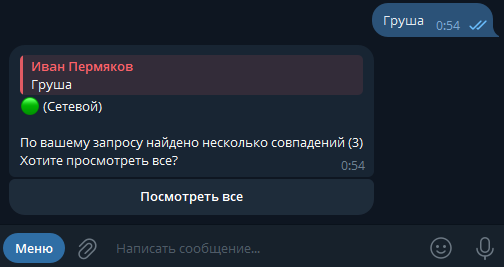 Груша
0:54
Иван Пермяков
Груша
(Сетевой)
По вашему запросу найдено несколько совпадений (3)
Хотите просмотреть все?
0:54
Посмотреть все
Меню
Написать сообщение...